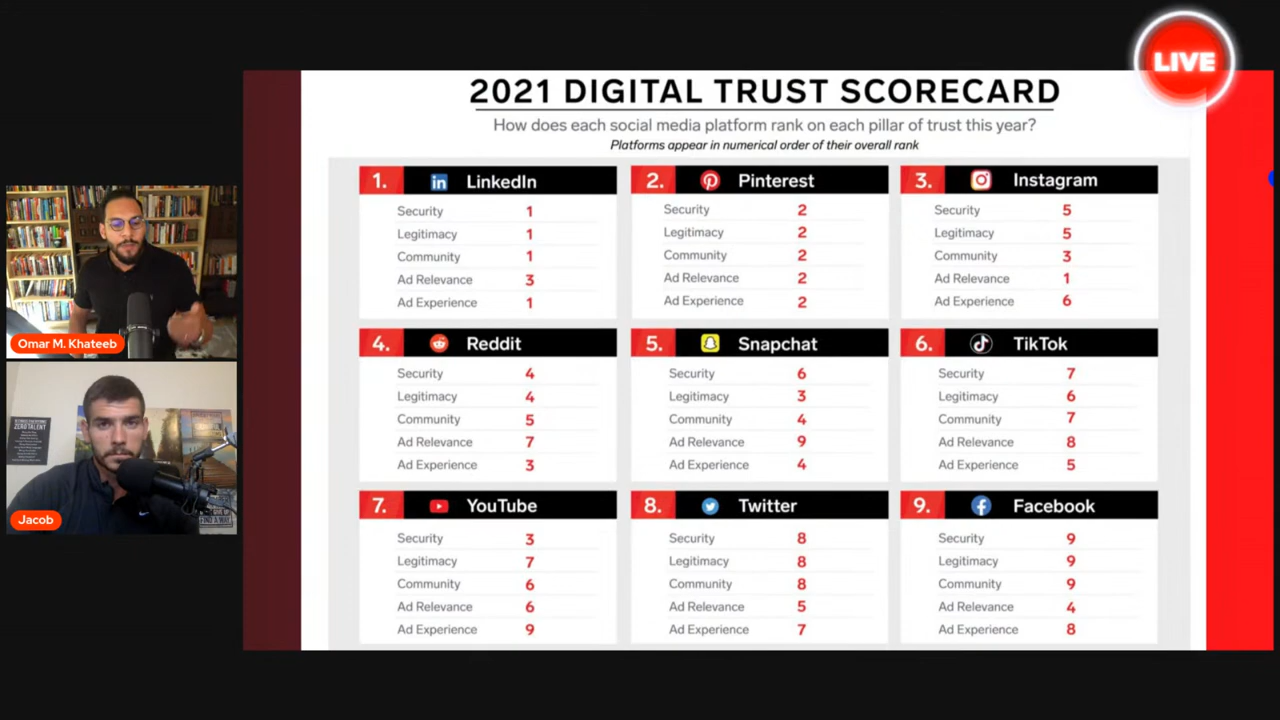 LIVE
2021 DIGITAL TRUST SCORECARD
How does each social media platform rank on each pillar of trust this year?
Platforms appear in numerical order of their overall rank
1. LinkedIn
Security 1
Legitimacy 1
Community 1
Ad Relevance 3
Ad Experience 1
2. Pinterest
Security 2
Legitimacy 2
Community 2
Ad Relevance 2
Ad Experience 2
3. Instagram
Security 5
Legitimacy 5
Community 3
Ad Relevance 1
Ad Experience 6
4. Reddit
Security 4
Legitimacy 4
Community 5
Ad Relevance 7
Ad Experience 3
5. Snapchat
Security 6
Legitimacy 3
Community 4
Ad Relevance 9
Ad Experience 4
6. TikTok
Security 7
Legitimacy 6
Community 7
Ad Relevance 8
Ad Experience 5
7. YouTube
Security 3
Legitimacy 7
Community 6
Ad Relevance 6
Ad Experience 9
8. Twitter
Security 8
Legitimacy 8
Community 8
Ad Relevance 5
Ad Experience 7
9. Facebook
Security 9
Legitimacy 9
Community 9
Ad Relevance 4
Ad Experience 8
Omar M. Khateeb
ZERO TALENT
FIND A WAY
Jacob